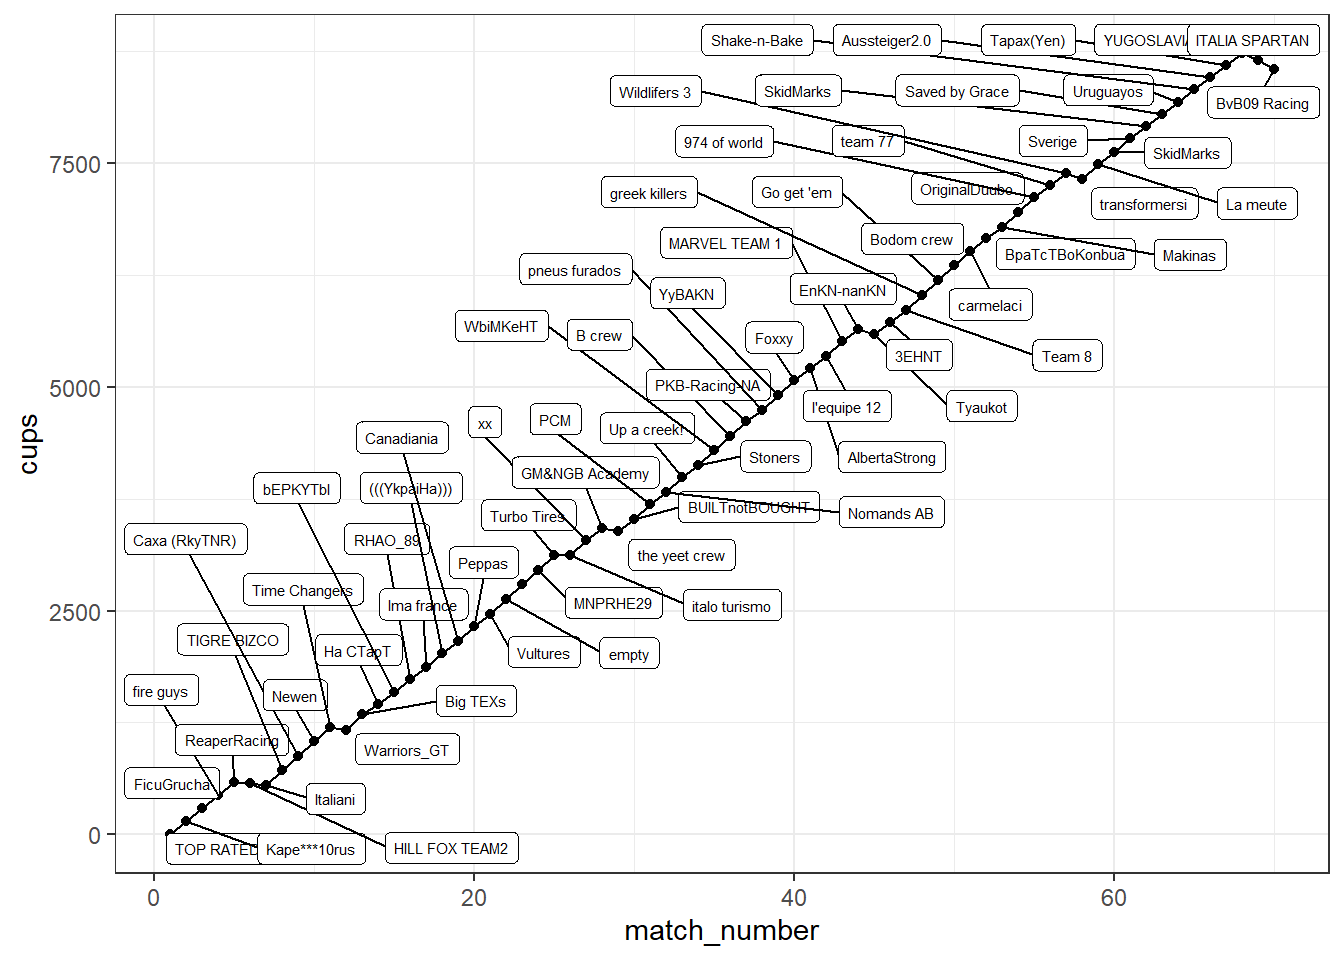 Shake-n-Bake
Aussteiger2.0
Tapax(Yen)
YUGOSLAVIA
ITALIA SPARTAN
Wildlifers 3
SkidMarks
Saved by Grace
Uruguayos
BvB09 Racing
974 of world
team 77
Sverige
SkidMarks
7500
greek killers
Go get 'em
OriginalDuubo
transformersi
La meute
MARVEL TEAM 1
Bodom crew
BpaTcTBoKonbua
Makinas
pneus furados
YyBAKN
EnKN-nanKN
carmelaci
WbiMKeHT
B crew
Foxxy
3EHNT
Team 8
5000
PKB-Racing-NA
l'equipe 12
Tyaukot
xx
PCM
Up a creek!
cups
Canadiania
Stoners
AlbertaStrong
bEPKYTbI
(((YkpaiHa)))
GM&NGB Academy
Turbo Tires
BUILTnotBOUGHT
Nomands AB
Caxa (RkyTNR)
RHAO_89
Peppas
the yeet crew
Time Changers
Ima france
MNPRHE29
italo turismo
2500
TIGRE BIZCO
Ha CTapT
Vultures
empty
fire guys
Newen
Big TEXs
ReaperRacing
Warriors_GT
FicuGrucha
Italiani
0
TOP RATED
Kape***10rus
HILL FOX TEAM2
0
20
40
60
match_number